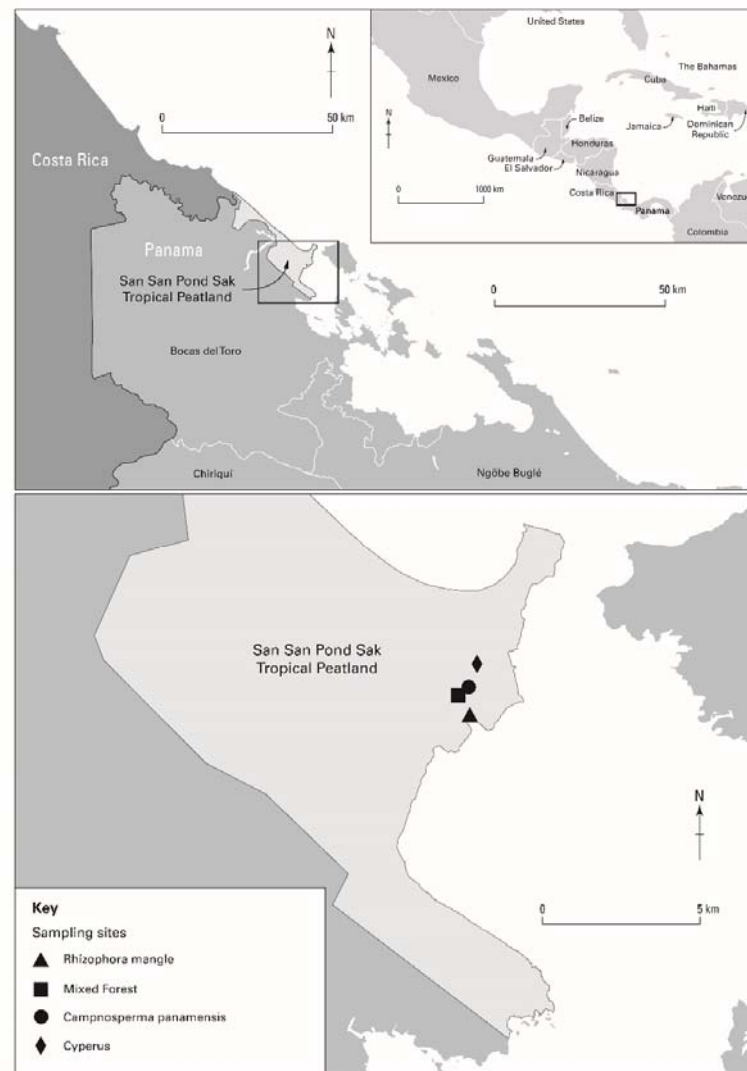 N
0
50 km
Costa Rica
Panama
San San Pond Sak
Tropical Peatland
Bocas del Toro
Chiriquí
Ngöbe Buglé
0
50 km
United States
Mexico
The Bahamas
Cuba
Haiti
Belize
Jamaica
Dominican
Republic
Honduras
Guatemala
El Salvador
Nicaragua
N
0
1000 km
Costa Rica
Panama
Venezu
Colombia
San San Pond Sak
Tropical Peatland
N
0
5 km
Key
Sampling sites
Rhizophora mangle
Mixed Forest
Campnosperma panamensis
Cyperus